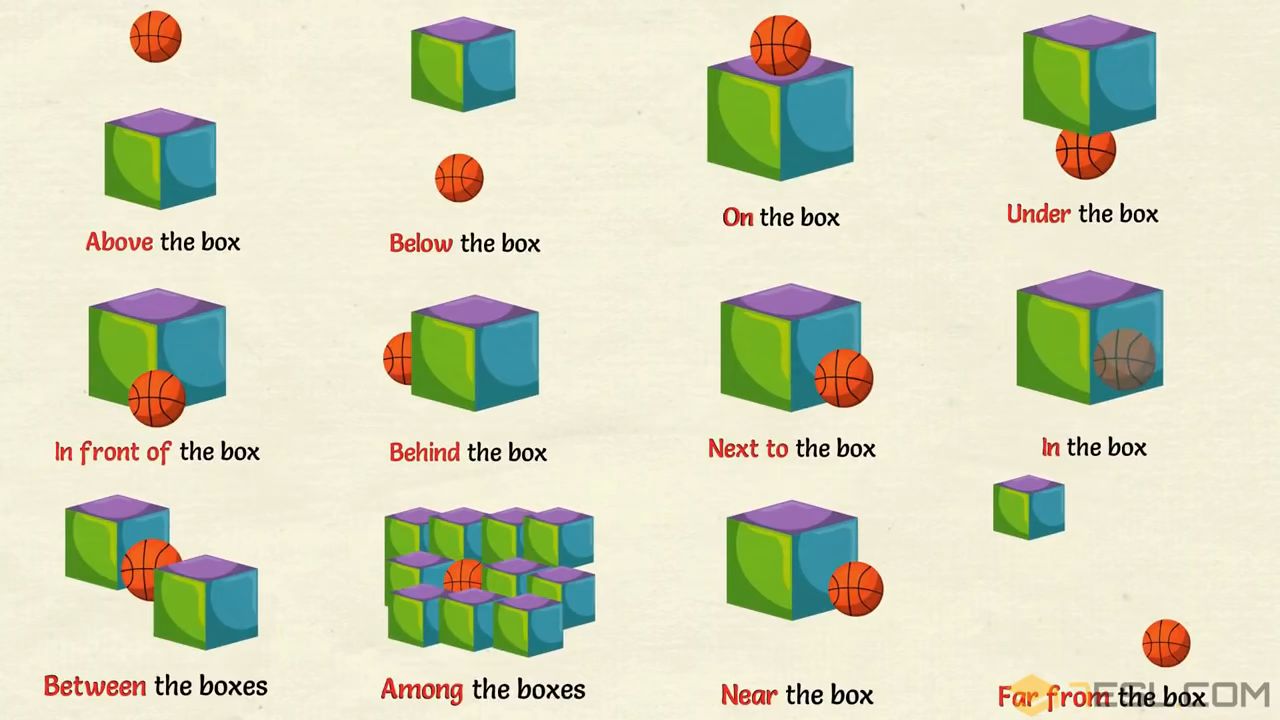 Above the box
Below the box
On the box
Under the box
In front of the box
Behind the box
Next to the box
In the box
Between the boxes
Among the boxes
Near the box
Far from the box
7ESL.COM